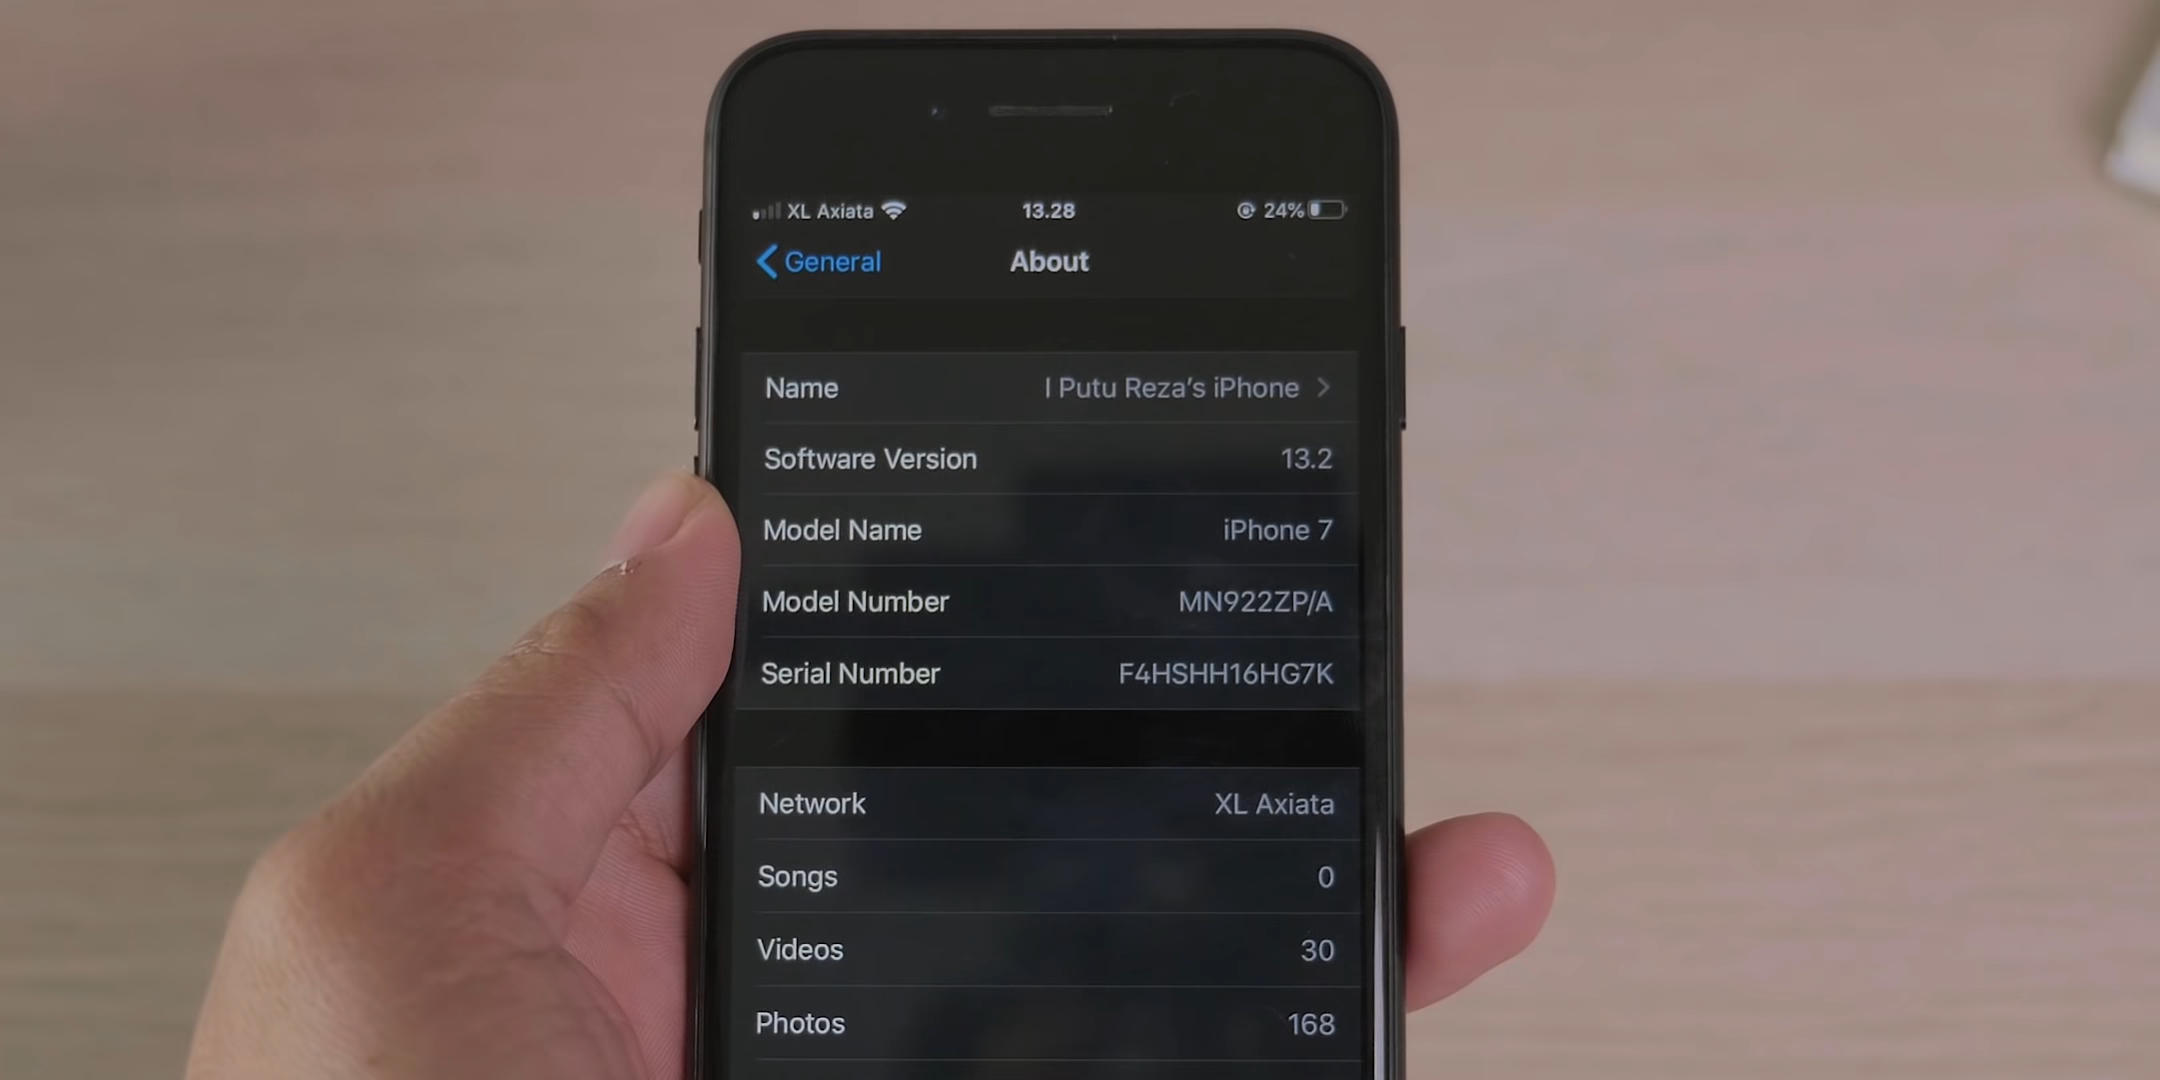 XL Axiata 13.28 24%
General About
Name I Putu Reza’s iPhone
Software Version 13.2
Model Name iPhone 7
Model Number MN922ZP/A
Serial Number F4HSHH16HG7K
Network XL Axiata
Songs 0
Videos 30
Photos 168